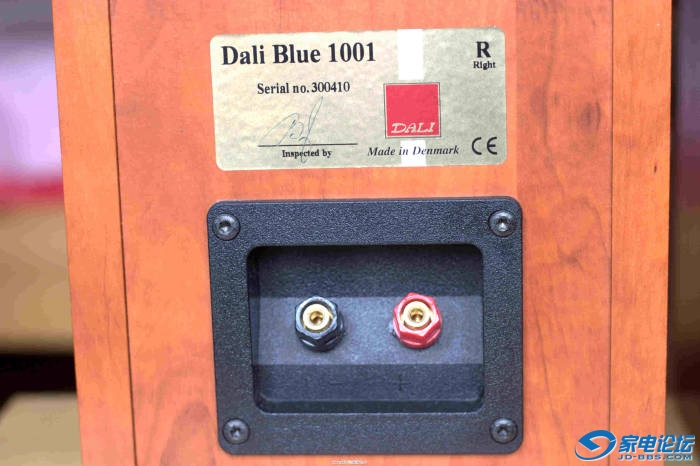 Dali Blue 1001
R
Right
Serial no. 300410
DALI
Inspected by
Made in Denmark
CE
家电论坛
JD-BBS.COM